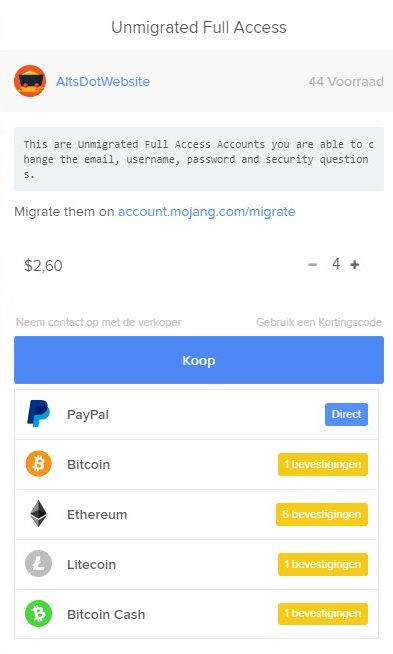 Unmigrated Full Access
AltsDotWebsite
44 Voorraad
This are Unmigrated Full Access Accounts you are able to c
hange the email, username, password and security question
s.
Migrate them on account.mojang.com/migrate
$2,60
− 4 +
Neem contact op met de verkoper
Gebruik een Kortingscode
Koop
PayPal
Direct
Bitcoin
1 bevestigingen
Ethereum
6 bevestigingen
Litecoin
1 bevestigingen
Bitcoin Cash
1 bevestigingen